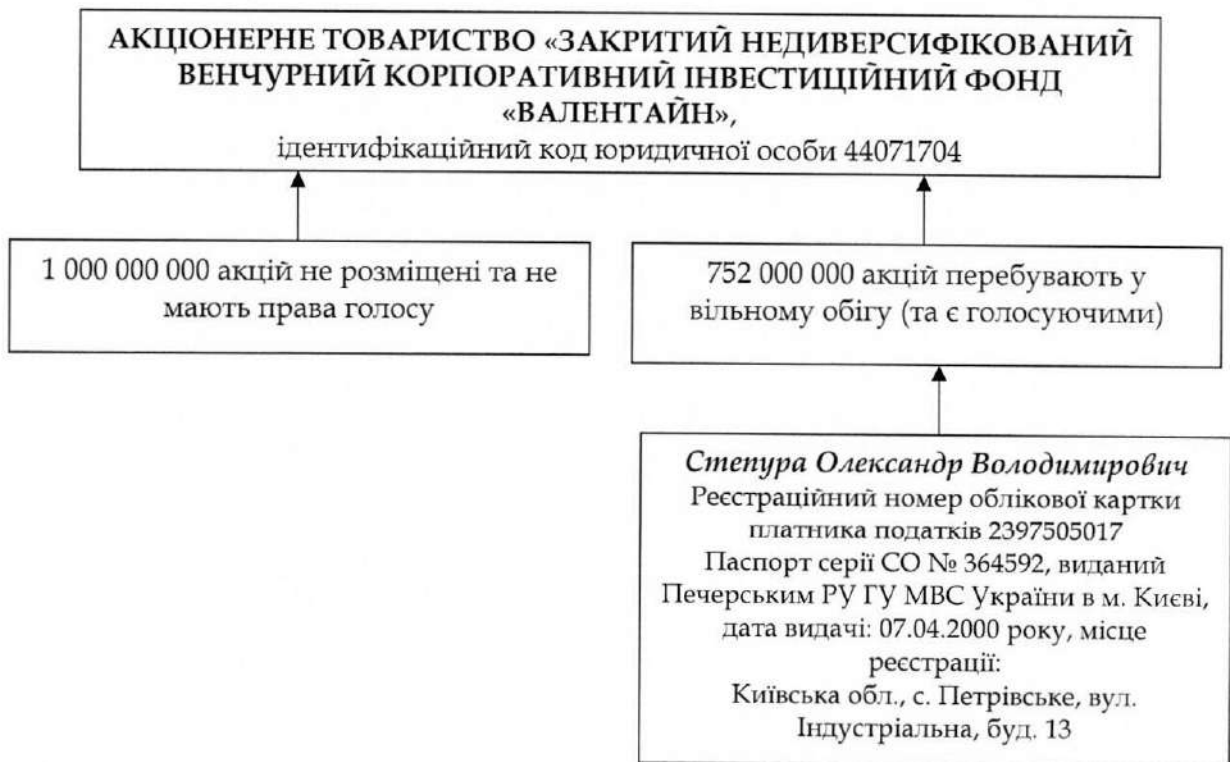 АКЦІОНЕРНЕ ТОВАРИСТВО «ЗАКРИТИЙ НЕДИВЕРСИФІКОВАНИЙ
ВЕНЧУРНИЙ КОРПОРАТИВНИЙ ІНВЕСТИЦІЙНИЙ ФОНД
«ВАЛЕНТАЙН»,
ідентифікаційний код юридичної особи 44071704
1 000 000 000 акцій не розміщені та не
мають права голосу
752 000 000 акцій перебувають у
вільному обігу (та є голосуючими)
Степура Олександр Володимирович
Реєстраційний номер облікової картки
платника податків 2397505017
Паспорт серії СО № 364592, виданий
Печерським РУ ГУ МВС України в м. Києві,
дата видачі: 07.04.2000 року, місце
реєстрації:
Київська обл., с. Петрівське, вул.
Індустріальна, буд. 13